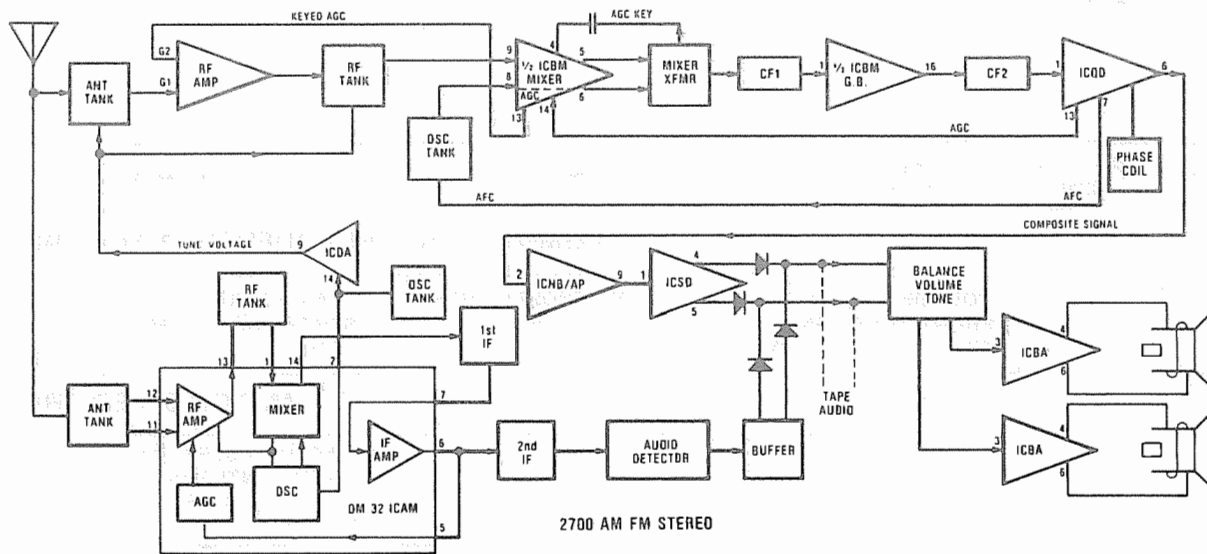 KEYED AGC
AGC KEY
G2
G1
RF
AMP
RF
TANK
ANT
TANK
9
8
4
5
6
13
14
½ ICBM
MIXER
AGC
MIXER
XFMR
CF1
1
½ ICBM
G.B.
16
CF2
1
ICQD
6
7
13
AGC
OSC.
TANK
PHASE
COIL
AFC
AFC
COMPOSITE SIGNAL
TUNE VOLTAGE
9
ICDA
14
OSC
TANK
RF
TANK
1st
IF
2
ICNB/AP
9
1
ICSD
4
5
BALANCE
VOLUME
TONE
TAPE
AUDIO
3
ICBA
4
6
3
ICBA
4
6
13
1
14
2
ANT
TANK
12
11
RF
AMP
MIXER
7
IF
AMP
6
AGC
OSC
DM 32 ICAM
5
2nd
IF
AUDIO
DETECTOR
BUFFER
2700 AM FM STEREO